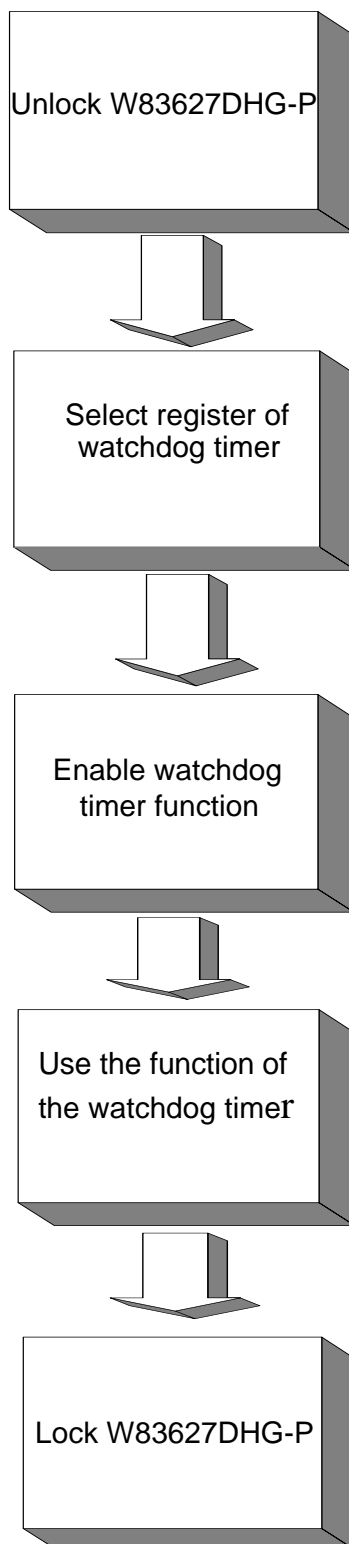 Unlock W83627DHG-P
Select register of
watchdog timer
Enable watchdog
timer function
Use the function of
the watchdog timer
Lock W83627DHG-P